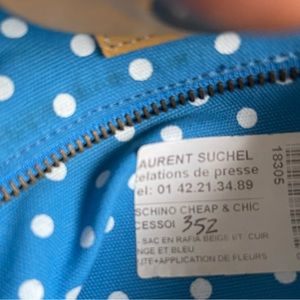 AURENT SUCHEL
elations de presse
el: 01 42.21.34.89
SCHINO CHEAP & CHIC
CESSOI 352
- SAC EN RAFIA BEIGE ET CUIR
NGE ET BLEU
UTE+APPLICATION DE FLEURS
18305